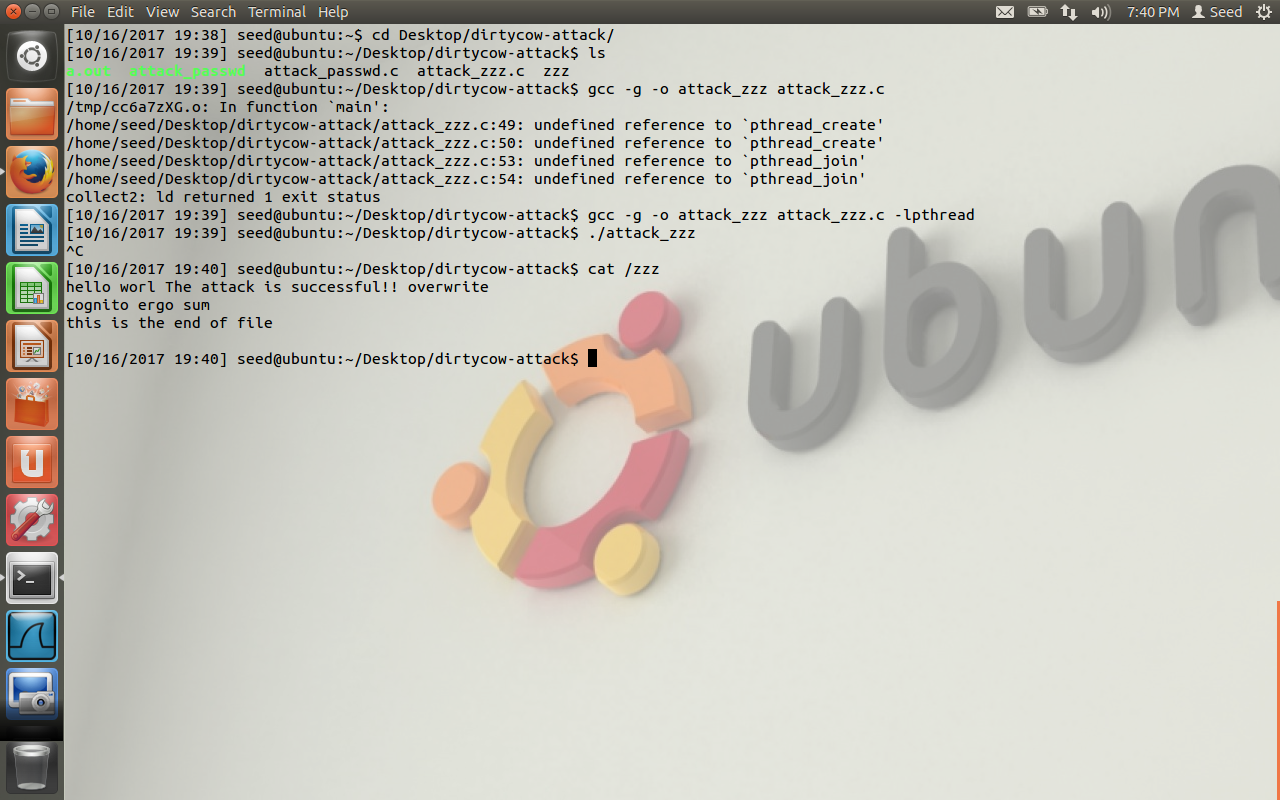 File Edit View Search Terminal Help 7:40 PM Seed
[10/16/2017 19:38] seed@ubuntu:~$ cd Desktop/dirtycow-attack/
[10/16/2017 19:39] seed@ubuntu:~/Desktop/dirtycow-attack$ ls
a.out attack_passwd attack_passwd.c attack_zzz.c zzz
[10/16/2017 19:39] seed@ubuntu:~/Desktop/dirtycow-attack$ gcc -g -o attack_zzz attack_zzz.c
/tmp/cc6a7zXG.o: In function `main':
/home/seed/Desktop/dirtycow-attack/attack_zzz.c:49: undefined reference to `pthread_create'
/home/seed/Desktop/dirtycow-attack/attack_zzz.c:50: undefined reference to `pthread_create'
/home/seed/Desktop/dirtycow-attack/attack_zzz.c:53: undefined reference to `pthread_join'
/home/seed/Desktop/dirtycow-attack/attack_zzz.c:54: undefined reference to `pthread_join'
collect2: ld returned 1 exit status
[10/16/2017 19:39] seed@ubuntu:~/Desktop/dirtycow-attack$ gcc -g -o attack_zzz attack_zzz.c -lpthread
[10/16/2017 19:39] seed@ubuntu:~/Desktop/dirtycow-attack$ ./attack_zzz
^C
[10/16/2017 19:40] seed@ubuntu:~/Desktop/dirtycow-attack$ cat /zzz
hello worl The attack is successful!! overwrite
cognito ergo sum
this is the end of file
[10/16/2017 19:40] seed@ubuntu:~/Desktop/dirtycow-attack$
ubun